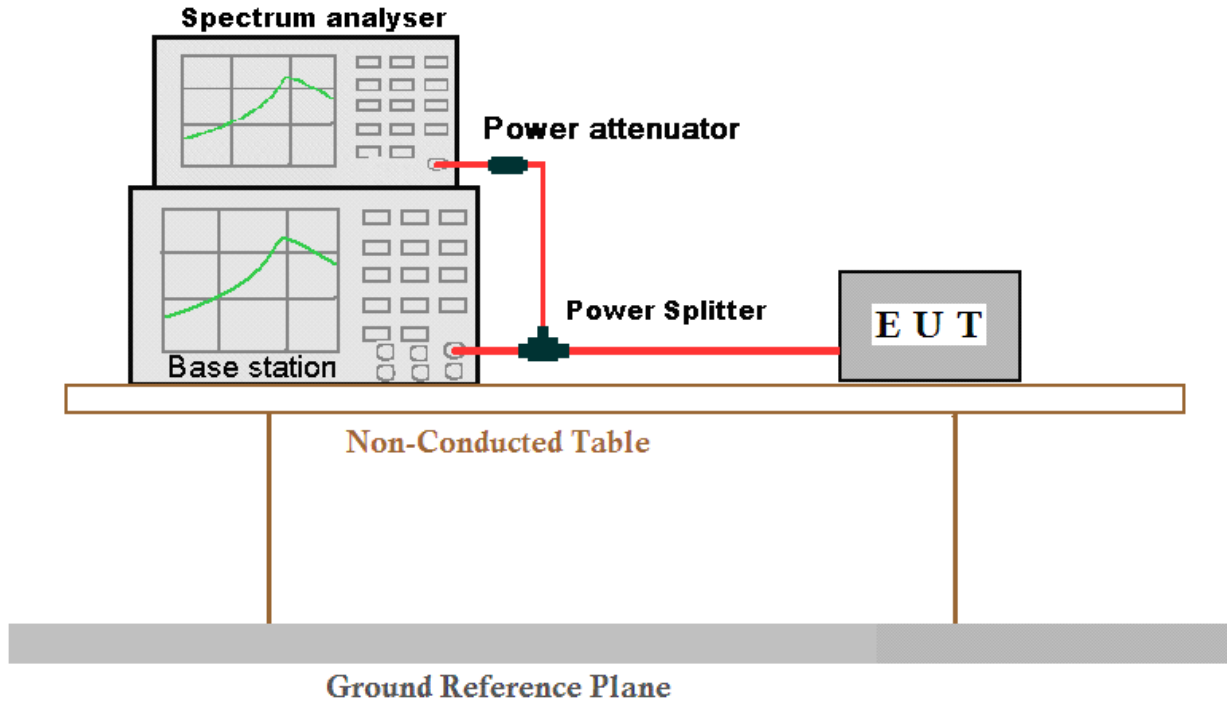 Spectrum analyser
Power attenuator
Power Splitter
E U T
Base station
Non-Conducted Table
Ground Reference Plane